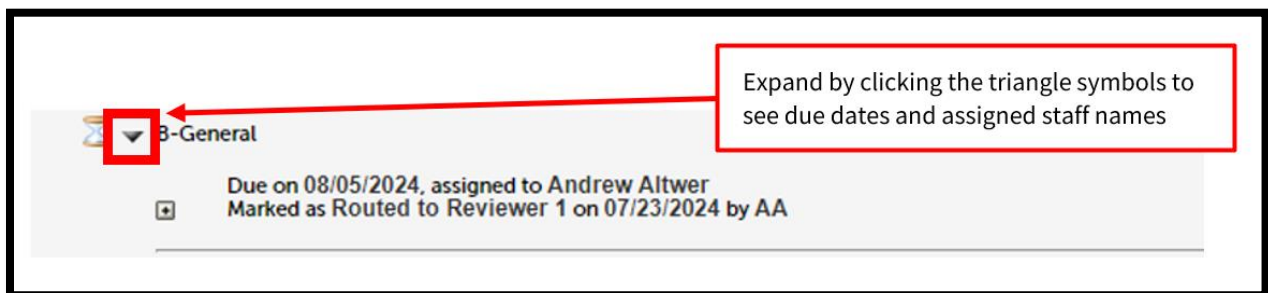 Expand by clicking the triangle symbols to
see due dates and assigned staff names
B-General
Due on 08/05/2024, assigned to Andrew Altwer
Marked as Routed to Reviewer 1 on 07/23/2024 by AA